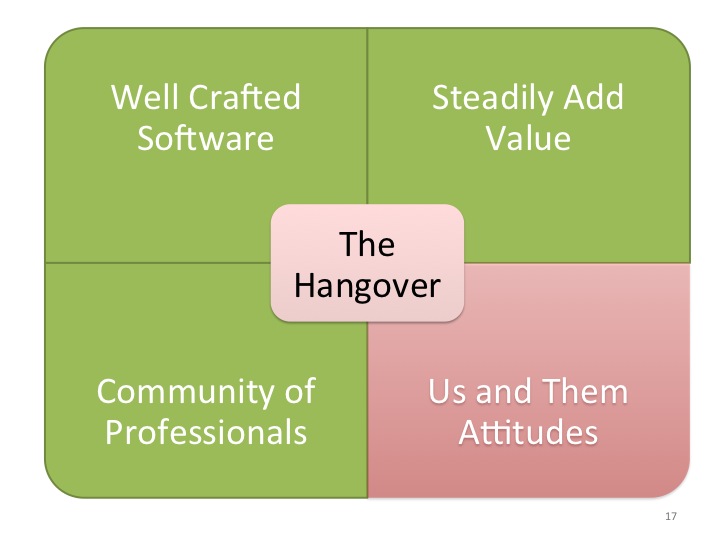 Well Crafted
Software
Steadily Add
Value
The
Hangover
Community of
Professionals
Us and Them
Attitudes
17